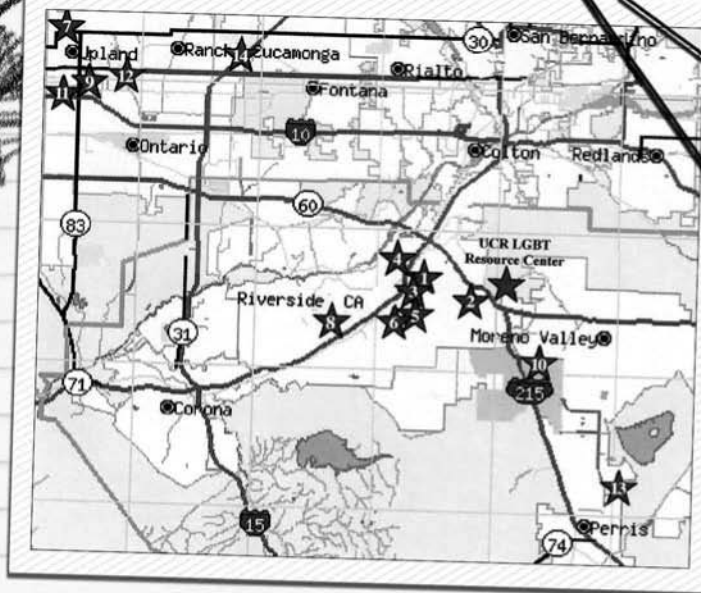 7
30
San Bernardino
Upland
Ranch Cucamonga
14
Rialto
11
9
12
Fontana
10
Ontario
Colton
Redlands
60
83
UCR LGBT
Resource Center
4
1
3
2
Riverside, CA
8
6
5
31
Moreno Valley
10
71
215
Corona
13
15
Perris
74